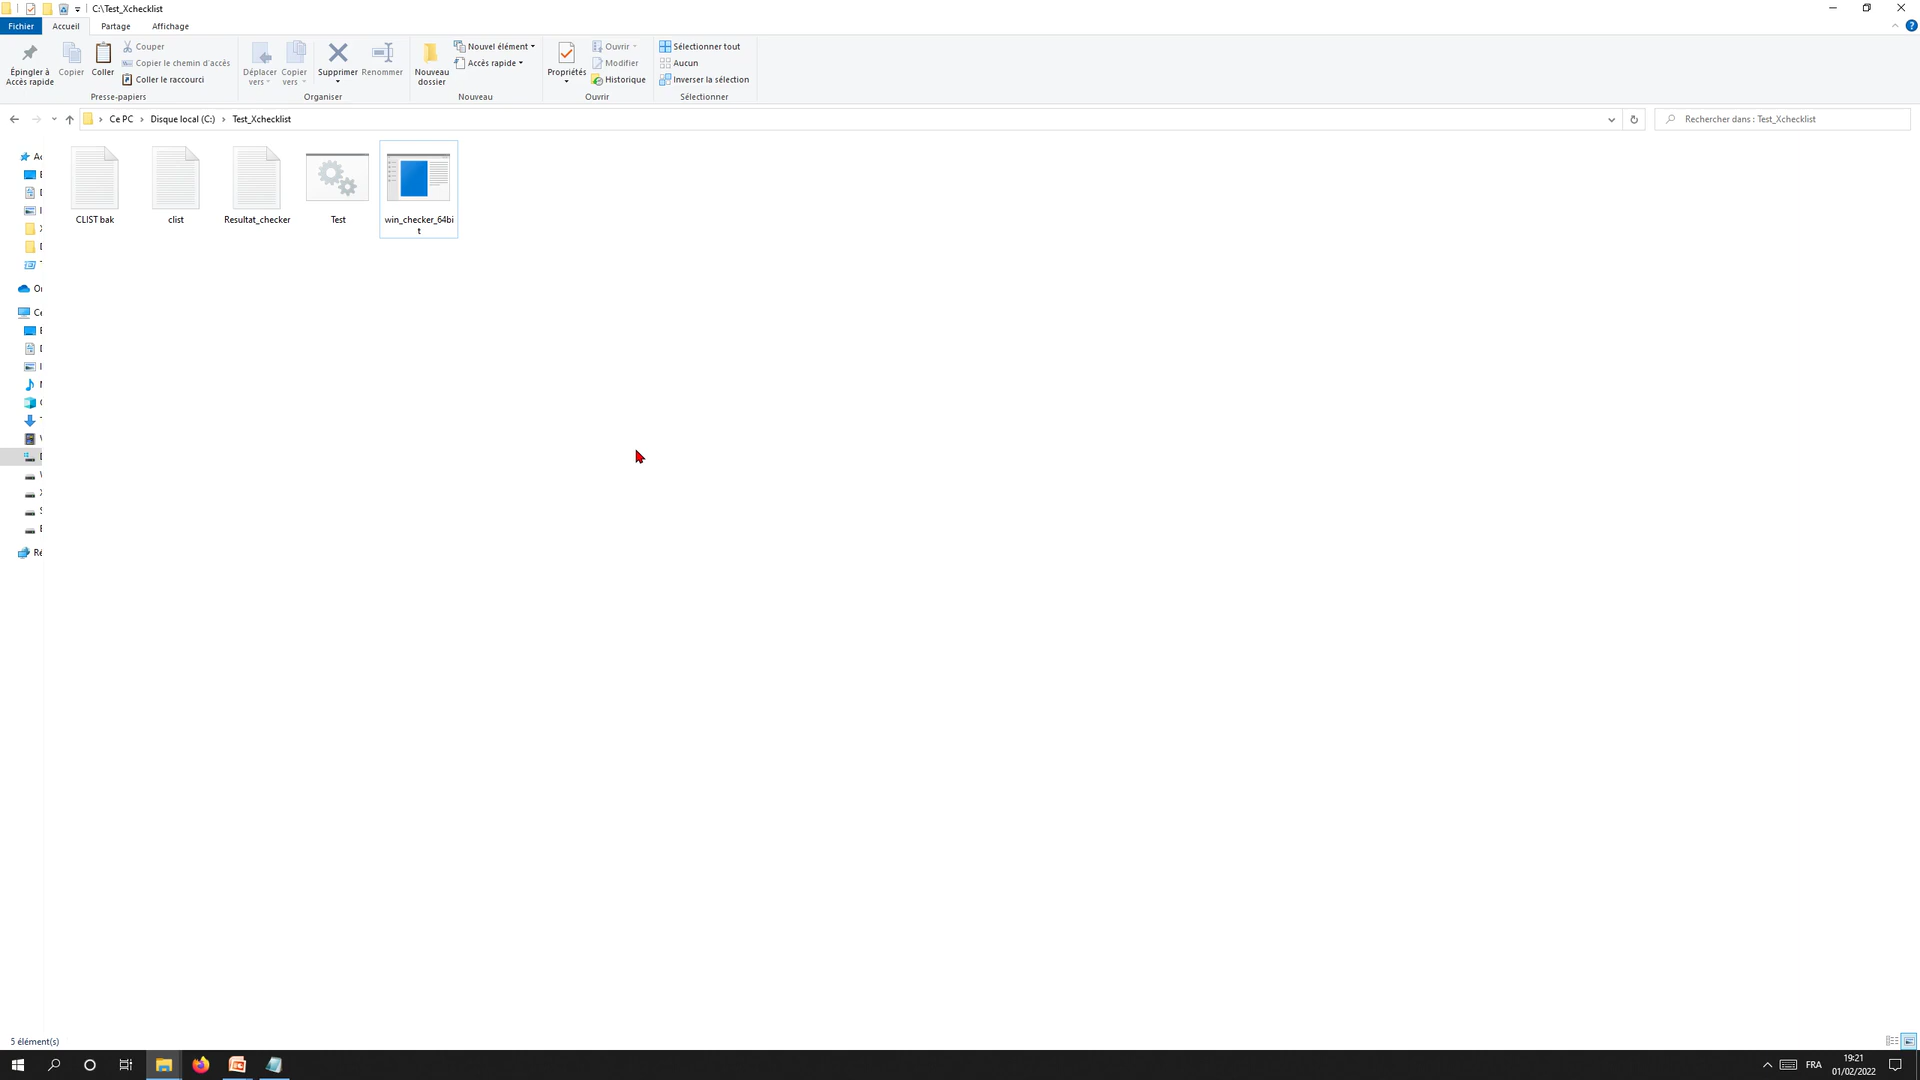 C:\Test_Xchecklist
Fichier Accueil Partage Affichage
Épingler à Accès rapide
Copier
Coller
Couper
Copier le chemin d'accès
Coller le raccourci
Presse-papiers
Déplacer vers
Copier vers
Supprimer
Renommer
Organiser
Nouveau dossier
Nouvel élément
Accès rapide
Nouveau
Propriétés
Ouvrir
Modifier
Historique
Ouvrir
Sélectionner tout
Aucun
Inverser la sélection
Sélectionner
Ce PC > Disque local (C:) > Test_Xchecklist
Rechercher dans : Test_Xchecklist
CLIST bak
clist
Resultat_checker
Test
win_checker_64bi
t
5 élément(s)
FRA
19:21
01/02/2022